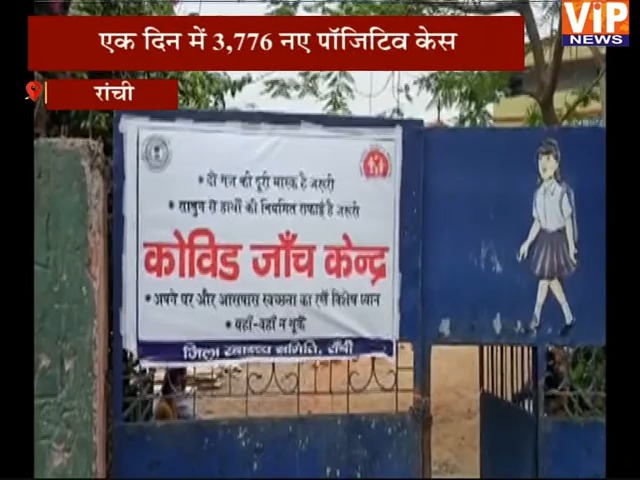 एक दिन में 3,776 नए पॉजिटिव केस
VIP
NEWS
रांची
• दो गज की दूरी मास्क है जरूरी
• साबुन से हाथों की नियमित सफाई है जरूरी
कोविड जाँच केन्द्र
• अपने घर और आसपास स्वच्छता का रखें विशेष ध्यान
• यहाँ-वहाँ न थूकें
जिला स्वास्थ्य समिति, राँची